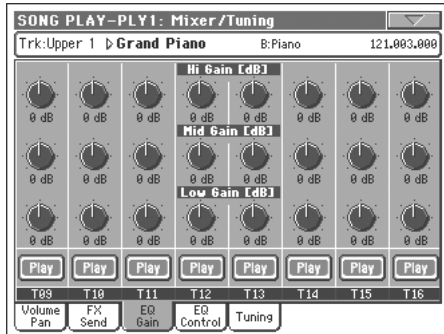 SONG PLAY-PLY1: Mixer/Tuning
Trk:Upper 1 Grand Piano B:Piano 121.003.000
Hi Gain [dB]
0 dB 0 dB 0 dB 0 dB 0 dB 0 dB 0 dB 0 dB
Mid Gain [dB]
0 dB 0 dB 0 dB 0 dB 0 dB 0 dB 0 dB 0 dB
Low Gain [dB]
0 dB 0 dB 0 dB 0 dB 0 dB 0 dB 0 dB 0 dB
Play Play Play Play Play Play Play Play
T09 T10 T11 T12 T13 T14 T15 T16
Volume Pan FX Send EQ Gain EQ Control Tuning